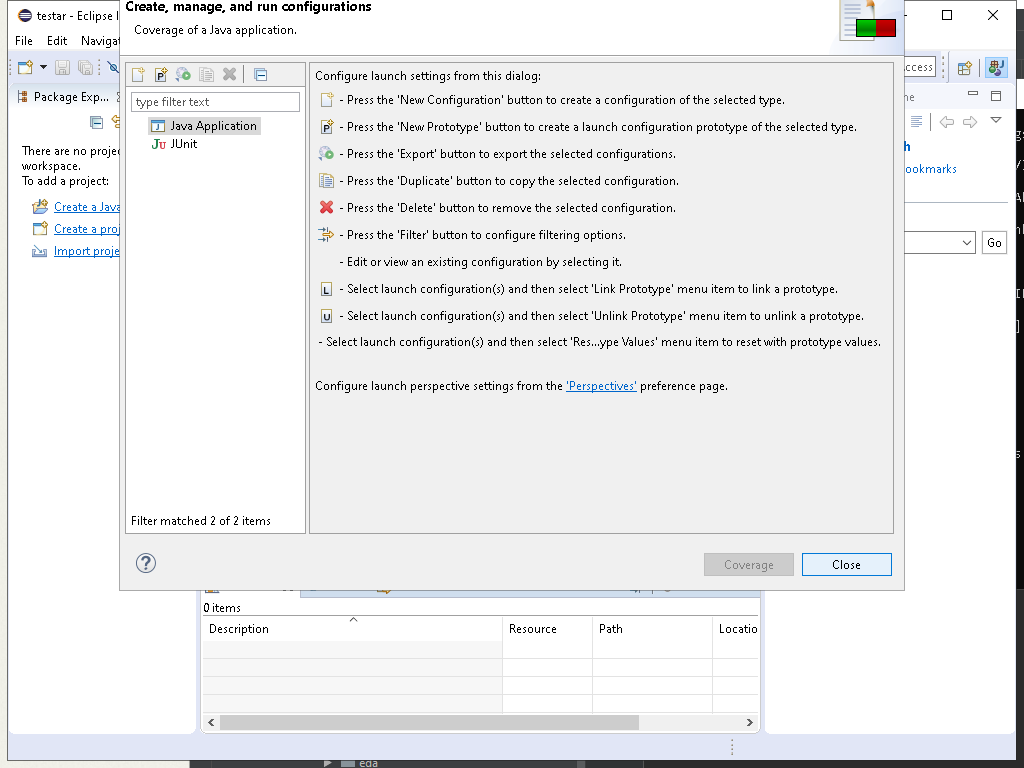 Create, manage, and run configurations
Coverage of a Java application.
testar - Eclipse I
File Edit Navigat
Package Exp...
There are no projec
workspace.
To add a project:
Create a Java
Create a proj
Import proje
type filter text
Java Application
JUnit
Filter matched 2 of 2 items
Configure launch settings from this dialog:
- Press the 'New Configuration' button to create a configuration of the selected type.
- Press the 'New Prototype' button to create a launch configuration prototype of the selected type.
- Press the 'Export' button to export the selected configurations.
- Press the 'Duplicate' button to copy the selected configuration.
- Press the 'Delete' button to remove the selected configuration.
- Press the 'Filter' button to configure filtering options.
- Edit or view an existing configuration by selecting it.
L - Select launch configuration(s) and then select 'Link Prototype' menu item to link a prototype.
U - Select launch configuration(s) and then select 'Unlink Prototype' menu item to unlink a prototype.
- Select launch configuration(s) and then select 'Res...ype Values' menu item to reset with prototype values.
Configure launch perspective settings from the 'Perspectives' preference page.
Coverage
Close
cess
ne
h
ookmarks
Go
0 items
Description Resource Path Locatio
eda